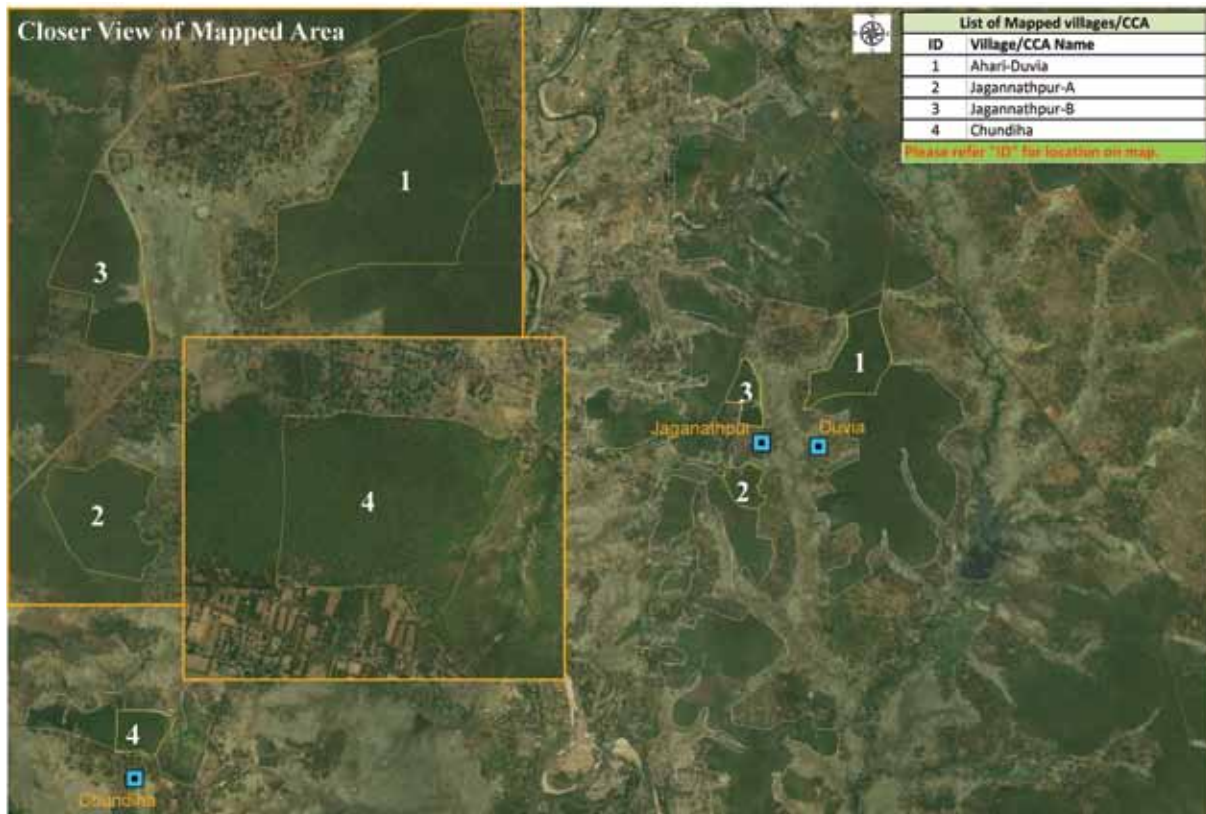 Closer View of Mapped Area
List of Mapped villages/CCA
ID Village/CCA Name
1 Ahari-Duvia
2 Jagannathpur-A
3 Jagannathpur-B
4 Chundiha
Please refer "ID" for location on map.
1
3
2
4
1
3
Jaganathpur
Duvia
2
4
Chundiha